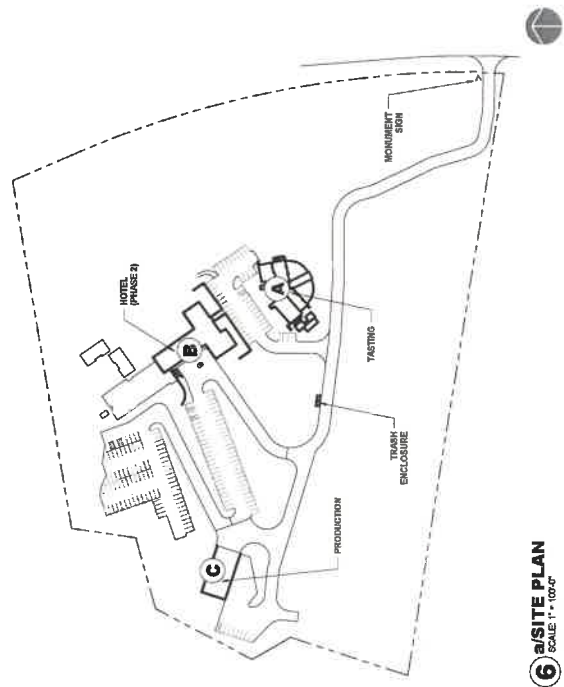 MONUMENT
SIGN
HOTEL
(PHASE 2)
A
B
TASTING
TRASH
ENCLOSURE
PRODUCTION
C
6 a/SITE PLAN
SCALE: 1" = 100'-0"